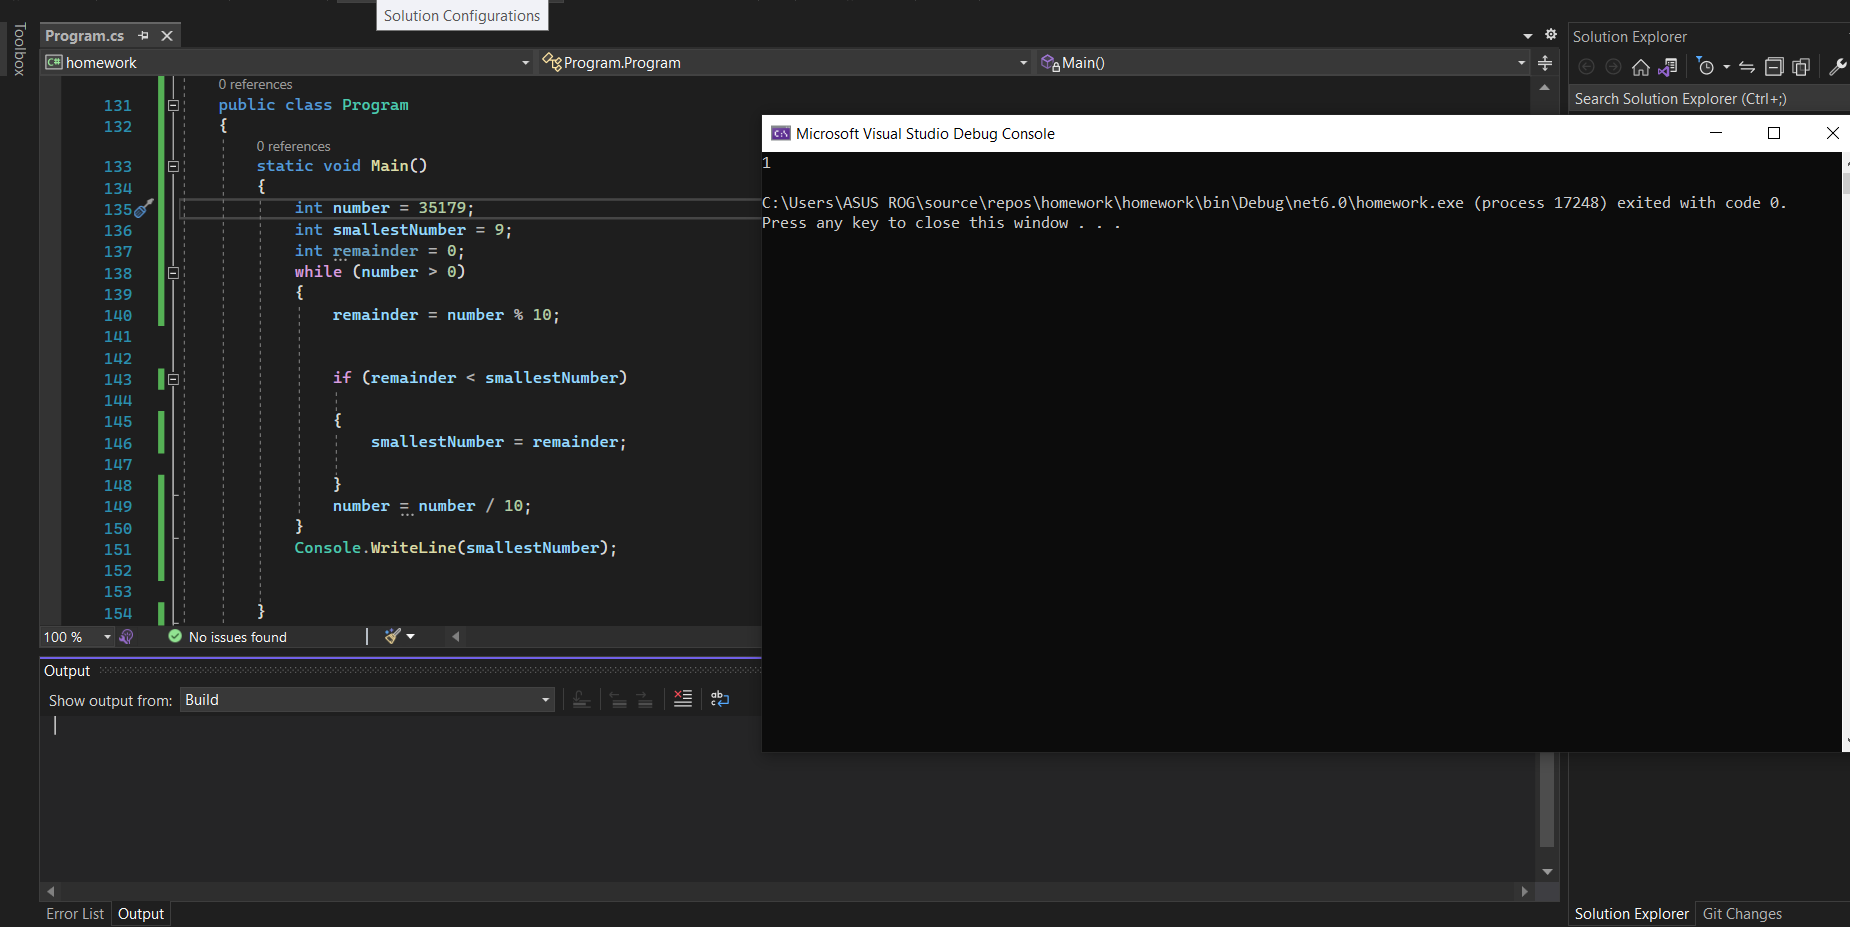 Solution Configurations
Toolbox
Program.cs
Solution Explorer
C# homework
Program.Program
Main()
Search Solution Explorer (Ctrl+;)
0 references
131 public class Program
132 {
0 references
133 static void Main()
134 {
135 int number = 35179;
136 int smallestNumber = 9;
137 int remainder = 0;
138 while (number > 0)
139 {
140 remainder = number % 10;
141
142
143 if (remainder < smallestNumber)
144
145 {
146 smallestNumber = remainder;
147
148 }
149 number = number / 10;
150 }
151 Console.WriteLine(smallestNumber);
152
153
154 }
C:\ Microsoft Visual Studio Debug Console
1
C:\Users\ASUS ROG\source\repos\homework\homework\bin\Debug\net6.0\homework.exe (process 17248) exited with code 0.
Press any key to close this window . . .
100 %
No issues found
Output
Show output from: Build
Error List
Output
Solution Explorer
Git Changes